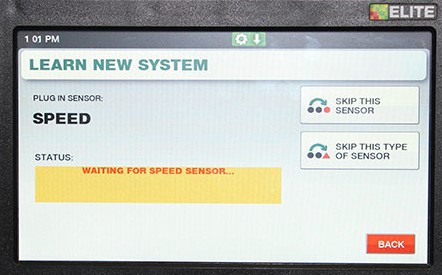 ELITE
1 01 PM
LEARN NEW SYSTEM
PLUG IN SENSOR:
SPEED
SKIP THIS
SENSOR
STATUS:
WAITING FOR SPEED SENSOR...
SKIP THIS TYPE
OF SENSOR
BACK